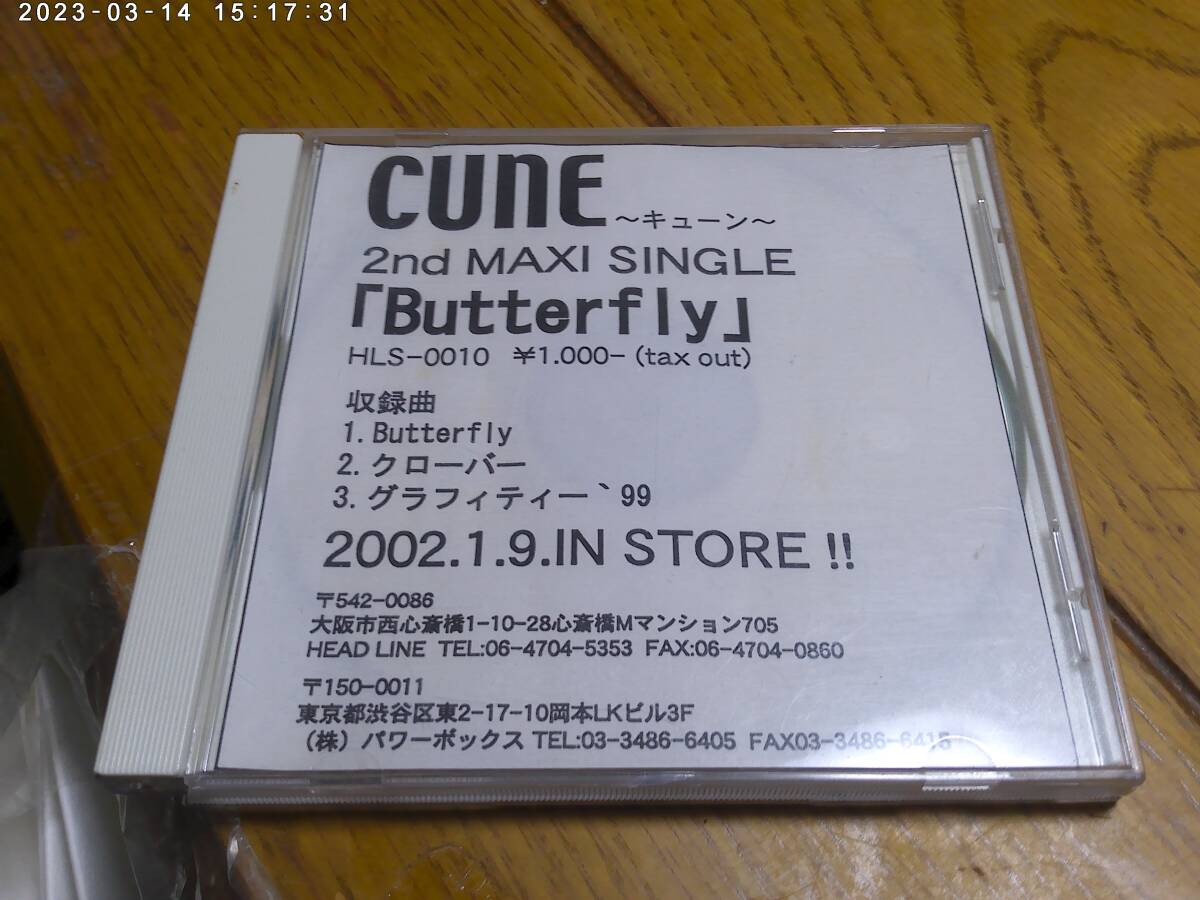 2023-03-14 15:17:31
CUNE ~キューン~
2nd MAXI SINGLE
「Butterfly」
HLS-0010 ¥1.000- (tax out)
収録曲
1. Butterfly
2. クローバー
3. グラフィティー`99
2002.1.9.IN STORE !!
〒542-0086
大阪市西心斎橋1-10-28心斎橋Mマンション705
HEAD LINE TEL:06-4704-5353 FAX:06-4704-0860
〒150-0011
東京都渋谷区東2-17-10岡本LKビル3F
（株）パワーボックス TEL:03-3486-6405 FAX03-3486-6415